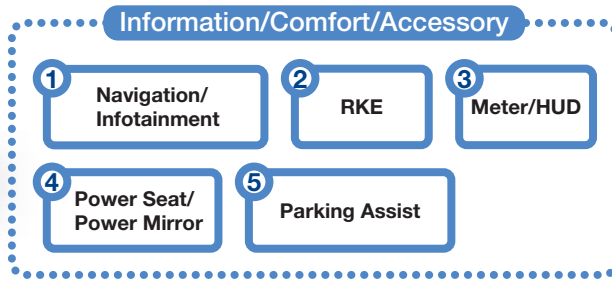 Information/Comfort/Accessory
1
Navigation/
Infotainment
2
RKE
3
Meter/HUD
4
Power Seat/
Power Mirror
5
Parking Assist